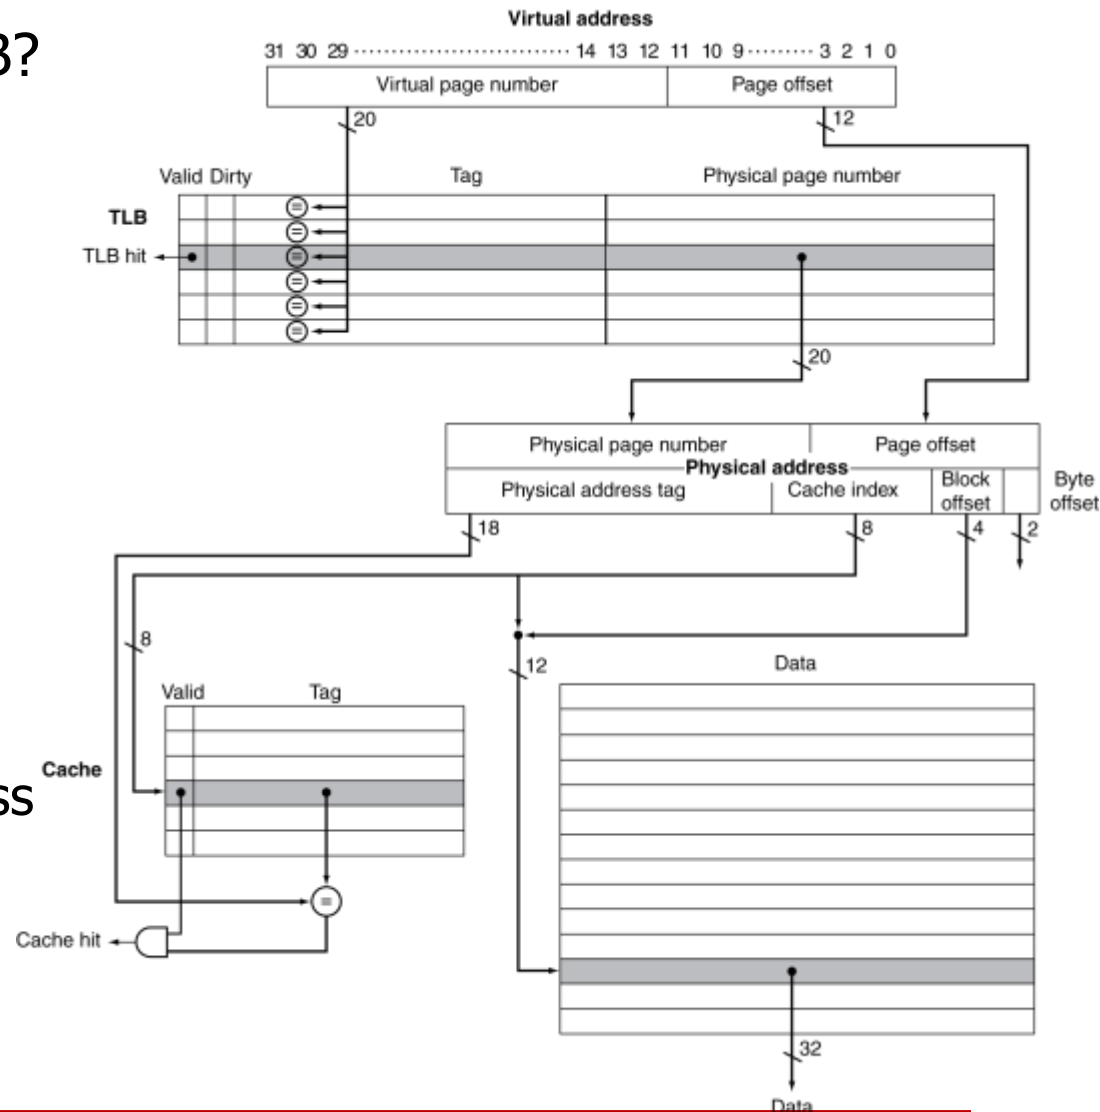 B?
Virtual address
31 30 29 ........................... 14 13 12 11 10 9 ......... 3 2 1 0
Virtual page number Page offset
20 12
Valid Dirty Tag Physical page number
TLB
=
=
TLB hit =
=
=
=
20
Physical page number Page offset
Physical address
Physical address tag Cache index Block offset Byte offset
18 8 4 2
8
12
Data
Valid Tag
Cache
ss
=
Cache hit
32
Data